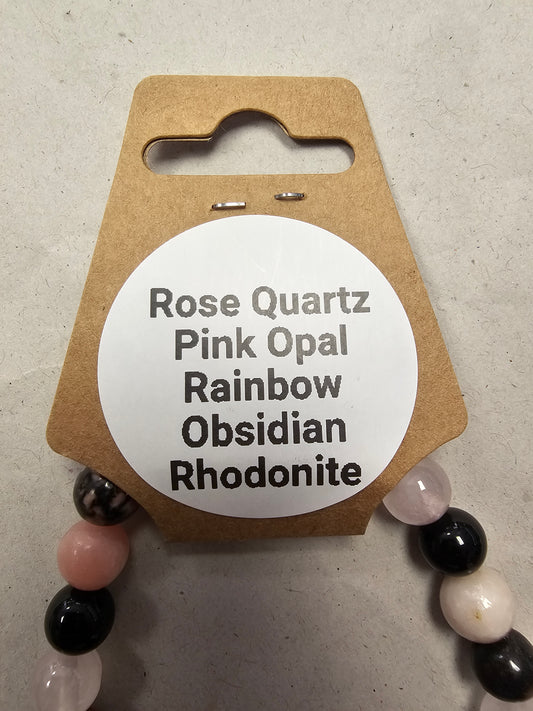 Rose Quartz
Pink Opal
Rainbow
Obsidian
Rhodonite